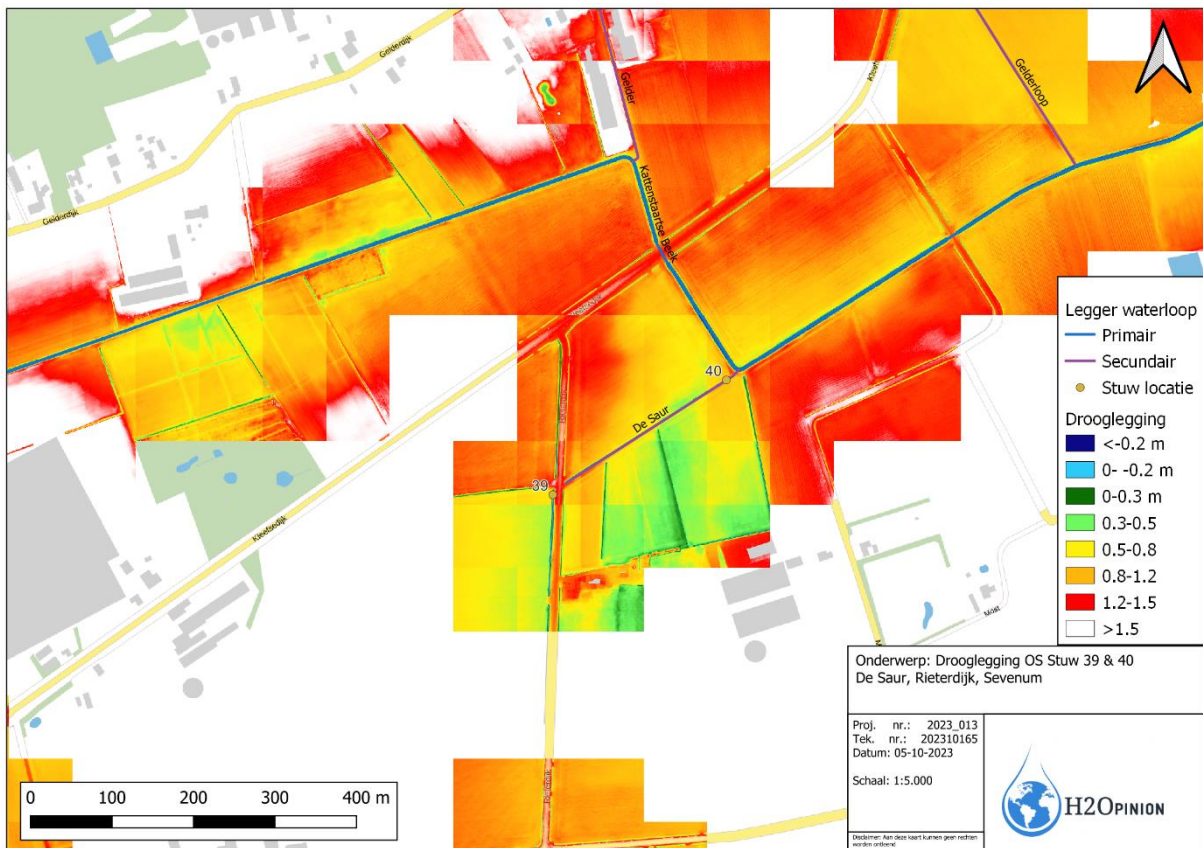 Gelderdijk
Gelder
Kleefsedijk
Gelderloop
Kattenstaartse Beek
Gelderdijk
40
De Saur
39
Kleefsedijk
Most
Legger waterloop
Primair
Secundair
Stuw locatie
Drooglegging
<-0.2 m
0- -0.2 m
0-0.3 m
0.3-0.5
0.5-0.8
0.8-1.2
1.2-1.5
>1.5
Onderwerp: Drooglegging OS Stuw 39 & 40
De Saur, Rieterdijk, Sevenum
Proj. nr.: 2023_013
Tek. nr.: 202310165
Datum: 05-10-2023
Schaal: 1:5.000
Disclaimer: Aan deze kaart kunnen geen rechten
worden ontleend
H2OPINION
0 100 200 300 400 m